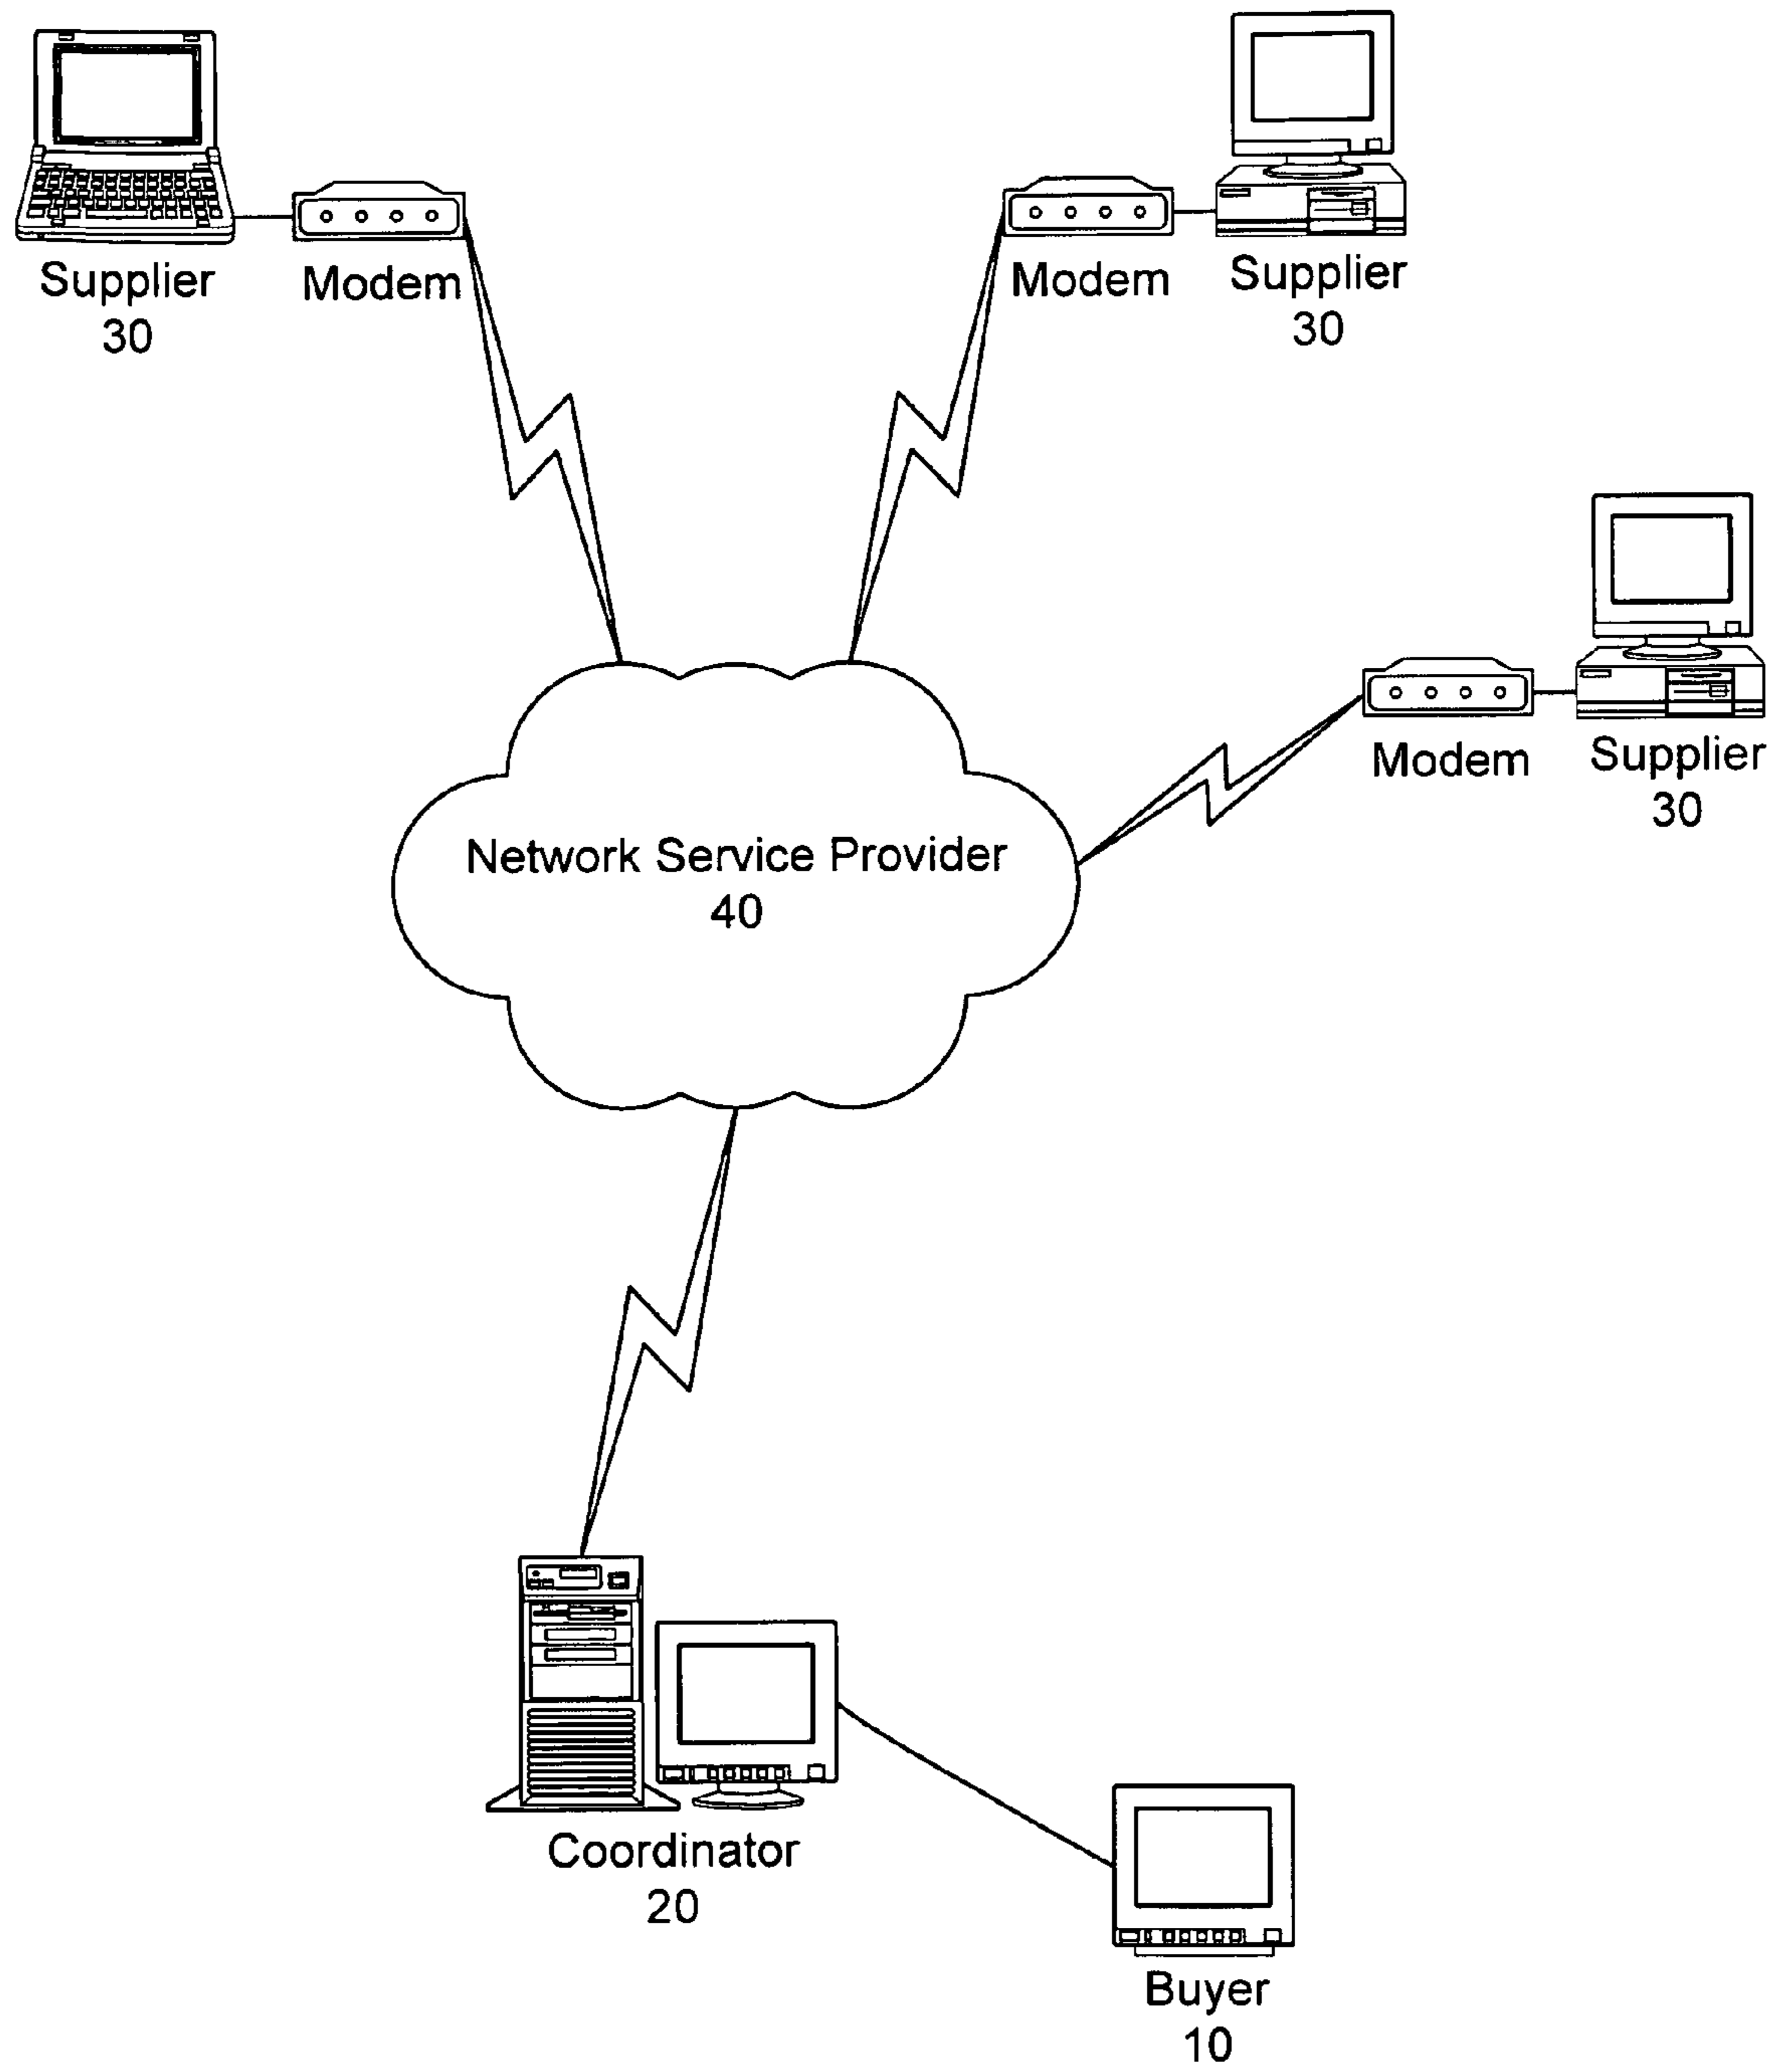 Supplier
30
Modem
Modem
Supplier
30
Modem
Supplier
30
Network Service Provider
40
Coordinator
20
Buyer
10